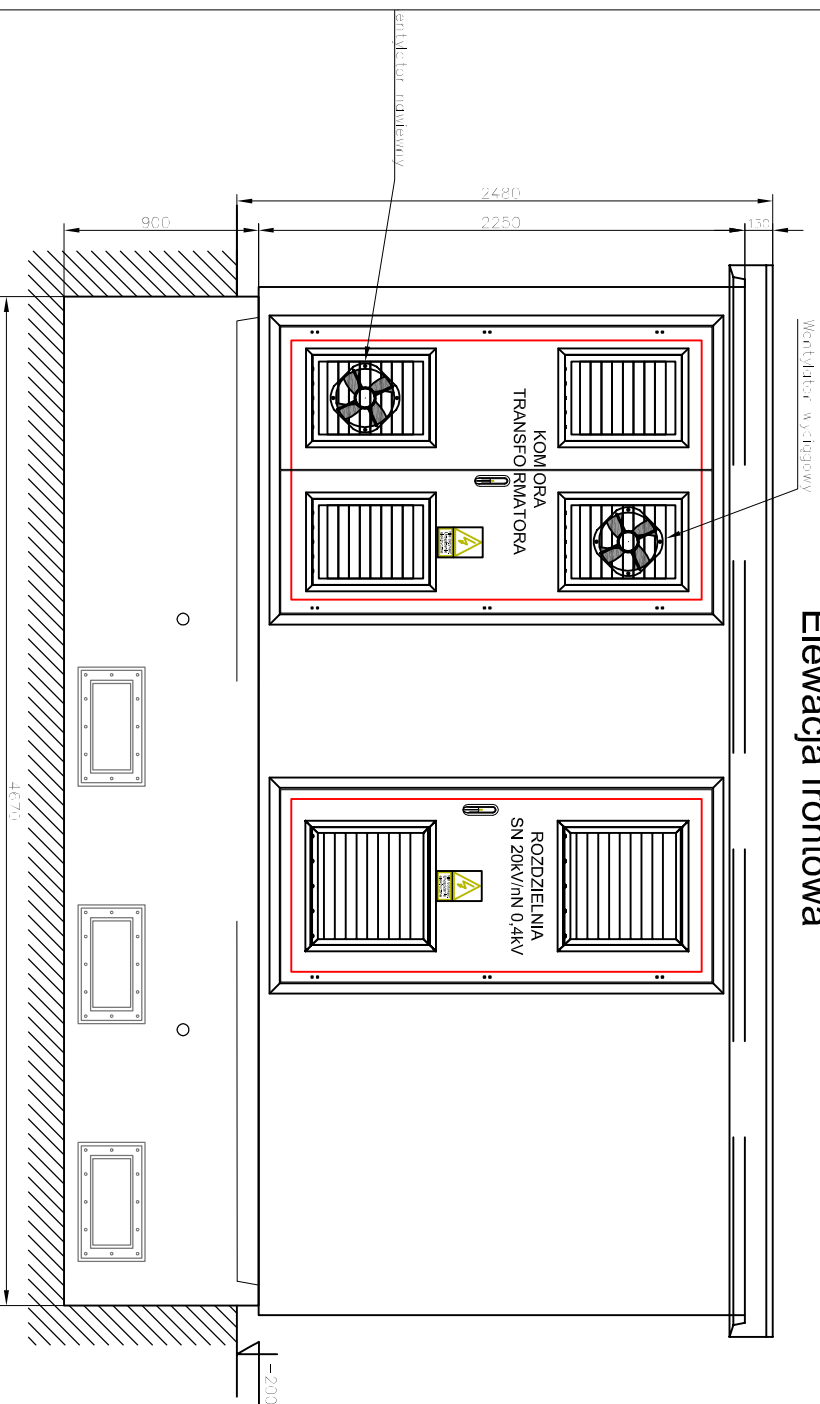 Elewacja frontowa
Wentylator wyciągowy
entylator nawiewny
2480
2250
130
900
KOMORA
TRANSFORMATORA
ROZDZIELNIA
SN 20kV/nN 0,4kV
-200
4670